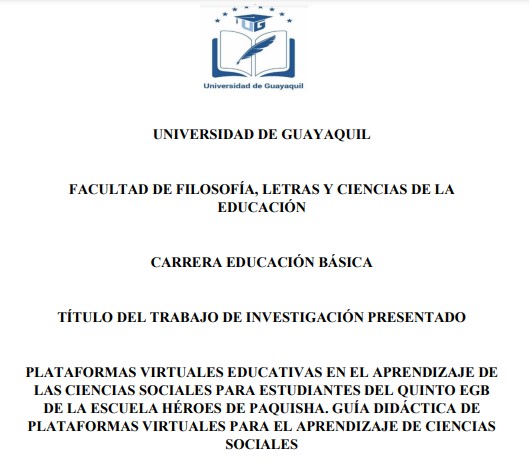 UG
Universidad de Guayaquil
UNIVERSIDAD DE GUAYAQUIL
FACULTAD DE FILOSOFÍA, LETRAS Y CIENCIAS DE LA
EDUCACIÓN
CARRERA EDUCACIÓN BÁSICA
TÍTULO DEL TRABAJO DE INVESTIGACIÓN PRESENTADO
PLATAFORMAS VIRTUALES EDUCATIVAS EN EL APRENDIZAJE DE
LAS CIENCIAS SOCIALES PARA ESTUDIANTES DEL QUINTO EGB
DE LA ESCUELA HÉROES DE PAQUISHA. GUÍA DIDÁCTICA DE
PLATAFORMAS VIRTUALES PARA EL APRENDIZAJE DE CIENCIAS
SOCIALES